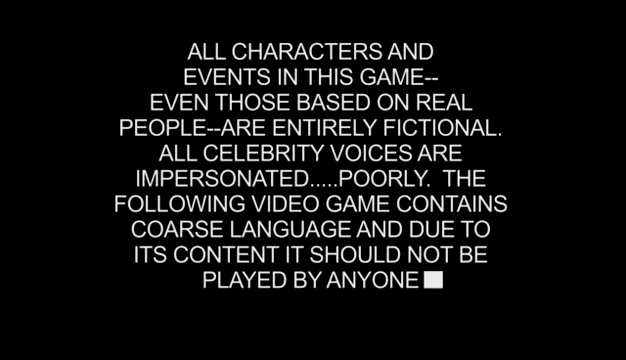 ALL CHARACTERS AND
EVENTS IN THIS GAME--
EVEN THOSE BASED ON REAL
PEOPLE--ARE ENTIRELY FICTIONAL.
ALL CELEBRITY VOICES ARE
IMPERSONATED.....POORLY.  THE
FOLLOWING VIDEO GAME CONTAINS
COARSE LANGUAGE AND DUE TO
ITS CONTENT IT SHOULD NOT BE
PLAYED BY ANYONE